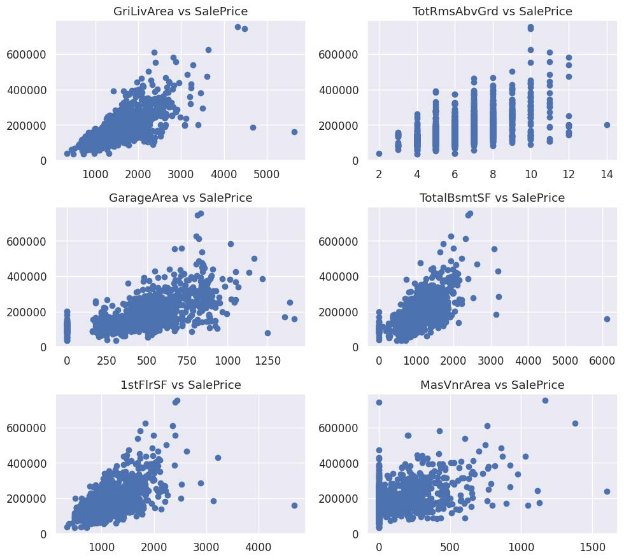 GriLivArea vs SalePrice
600000
400000
200000
0
1000 2000 3000 4000 5000
TotRmsAbvGrd vs SalePrice
600000
400000
200000
0
2 4 6 8 10 12 14
GarageArea vs SalePrice
600000
400000
200000
0
0 250 500 750 1000 1250
TotalBsmtSF vs SalePrice
600000
400000
200000
0
0 1000 2000 3000 4000 5000 6000
1stFlrSF vs SalePrice
600000
400000
200000
0
1000 2000 3000 4000
MasVnrArea vs SalePrice
600000
400000
200000
0
0 500 1000 1500